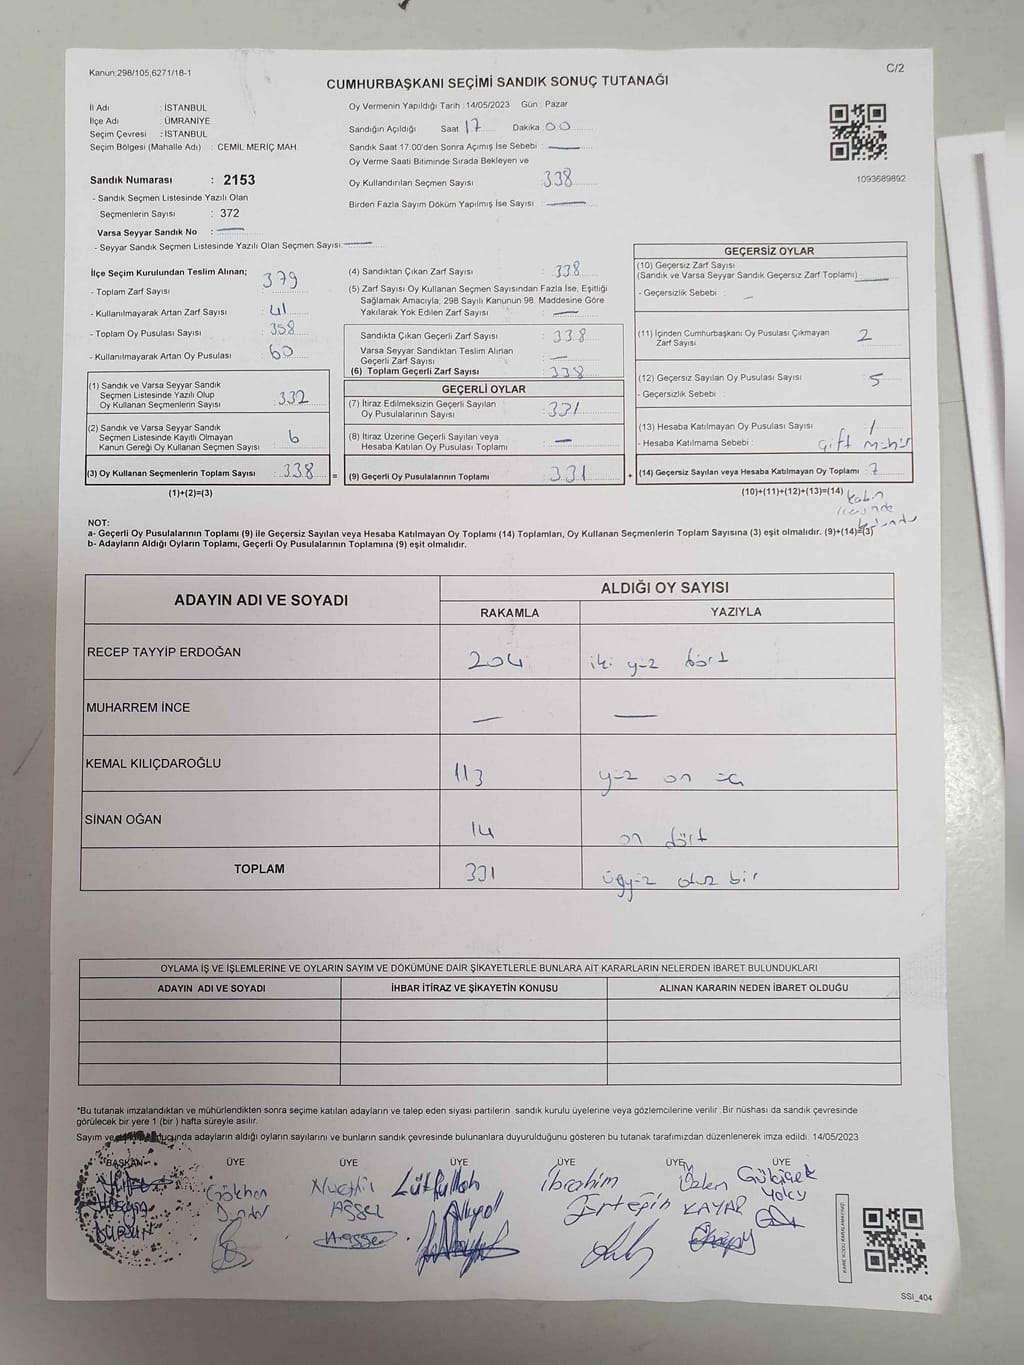 Kanun:298/105,6271/18-1
C/2
CUMHURBAŞKANI SEÇİMİ SANDIK SONUÇ TUTANAĞI
İl Adı : İSTANBUL
İlçe Adı : ÜMRANİYE
Seçim Çevresi : İSTANBUL
Seçim Bölgesi (Mahalle Adı) : CEMİL MERİÇ MAH
Sandık Numarası : 2153
- Sandık Seçmen Listesinde Yazılı Olan
Seçmenlerin Sayısı : 372
Varsa Seyyar Sandık No :
- Seyyar Sandık Seçmen Listesinde Yazılı Olan Seçmen Sayısı:
Oy Vermenin Yapıldığı Tarih : 14/05/2023 Gün : Pazar
Sandığın Açıldığı Saat 17 Dakika : 00
Sandık Saat 17.00'den Sonra Açımış İse Sebebi :
Oy Verme Saati Bitiminde Sırada Bekleyen ve
Oy Kullandırılan Seçmen Sayısı 338
Birden Fazla Sayım Döküm Yapılmış İse Sayısı :
1093689892
İlçe Seçim Kurulundan Teslim Alınan;
- Toplam Zarf Sayısı : 379
- Kullanılmayarak Artan Zarf Sayısı : 41
- Toplam Oy Pusulası Sayısı : 358
- Kullanılmayarak Artan Oy Pusulası : 60
(1) Sandık ve Varsa Seyyar Sandık
Seçmen Listesinde Yazılı Olup
Oy Kullanan Seçmenlerin Sayısı : 332
(2) Sandık ve Varsa Seyyar Sandık
Seçmen Listesinde Kayıtlı Olmayan
Kanun Gereği Oy Kullanan Seçmen Sayısı : 6
(3) Oy Kullanan Seçmenlerin Toplam Sayısı : 338 =
(1)+(2)=(3)
(4) Sandıktan Çıkan Zarf Sayısı : 338
(5) Zarf Sayısı Oy Kullanan Seçmen Sayısından Fazla İse, Eşitliği
Sağlamak Amacıyla; 298 Sayılı Kanunun 98. Maddesine Göre
Yakılarak Yok Edilen Zarf Sayısı :
Sandıkta Çıkan Geçerli Zarf Sayısı : 338
Varsa Seyyar Sandıktan Teslim Alınan
Geçerli Zarf Sayısı :
(6) Toplam Geçerli Zarf Sayısı : 338
GEÇERLİ OYLAR
(7) İtiraz Edilmeksizin Geçerli Sayılan
Oy Pusulalarının Sayısı : 331
(8) İtiraz Üzerine Geçerli Sayılan veya
Hesaba Katılan Oy Pusulası Toplamı :
(9) Geçerli Oy Pusulalarının Toplamı : 331 +
GEÇERSİZ OYLAR
(10) Geçersiz Zarf Sayısı
(Sandık ve Varsa Seyyar Sandık Geçersiz Zarf Toplamı) :
- Geçersizlik Sebebi :
(11) İçinden Cumhurbaşkanı Oy Pusulası Çıkmayan
Zarf Sayısı : 2
(12) Geçersiz Sayılan Oy Pusulası Sayısı : 5
- Geçersizlik Sebebi :
(13) Hesaba Katılmayan Oy Pusulası Sayısı : 1
- Hesaba Katılmama Sebebi : çift mühür
(14) Geçersiz Sayılan veya Hesaba Katılmayan Oy Toplamı : 7
(10)+(11)+(12)+(13)=(14)
kabin
içerisinde
NOT:
a- Geçerli Oy Pusulalarının Toplamı (9) ile Geçersiz Sayılan veya Hesaba Katılmayan Oy Toplamı (14) Toplamları, Oy Kullanan Seçmenlerin Toplam Sayısına (3) eşit olmalıdır. (9)+(14)=(3)
b- Adayların Aldığı Oyların Toplamı, Geçerli Oy Pusulalarının Toplamına (9) eşit olmalıdır.
ADAYIN ADI VE SOYADI
ALDIĞI OY SAYISI
RAKAMLA YAZIYLA
RECEP TAYYİP ERDOĞAN 204 iki yüz dört
MUHARREM İNCE
KEMAL KILIÇDAROĞLU 113 yüz on üç
SİNAN OĞAN 14 on dört
TOPLAM 331 üçyüz otuz bir
OYLAMA İŞ VE İŞLEMLERİNE VE OYLARIN SAYIM VE DÖKÜMÜNE DAİR ŞİKAYETLERLE BUNLARA AİT KARARLARIN NELERDEN İBARET BULUNDUKLARI
ADAYIN ADI VE SOYADI İHBAR İTİRAZ VE ŞİKAYETİN KONUSU ALINAN KARARIN NEDEN İBARET OLDUĞU
*Bu tutanak imzalandıktan ve mühürlendikten sonra seçime katılan adayların ve talep eden siyasi partilerin sandık kurulu üyelerine veya gözlemcilerine verilir. Bir nüshası da sandık çevresinde
görülecek bir yere 1 (bir ) hafta süreyle asılır.
Sayım ve sonucunda adayların aldığı oyların sayılarını ve bunların sandık çevresinde bulunanlara duyurulduğunu gösteren bu tutanak tarafımızdan düzenlenerek imza edildi. 14/05/2023
BAŞKAN ÜYE ÜYE ÜYE ÜYE ÜYE ÜYE
Gökhan Lütfullah İbrahim Özlem Gülçiçek
Akyol Ertegin KAYAR Yolcy
KARE KODU KARALAMAYINIZ!
SSI_404